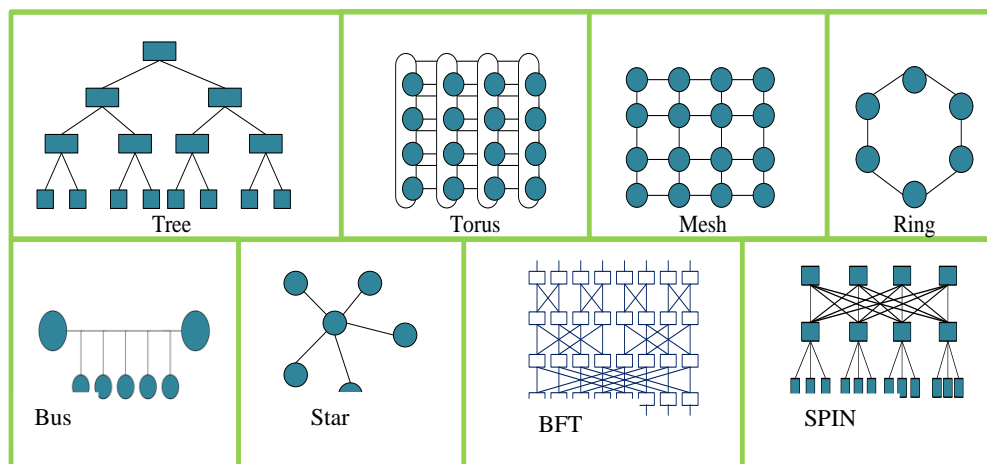 Tree
Torus
Mesh
Ring
Bus
Star
BFT
SPIN